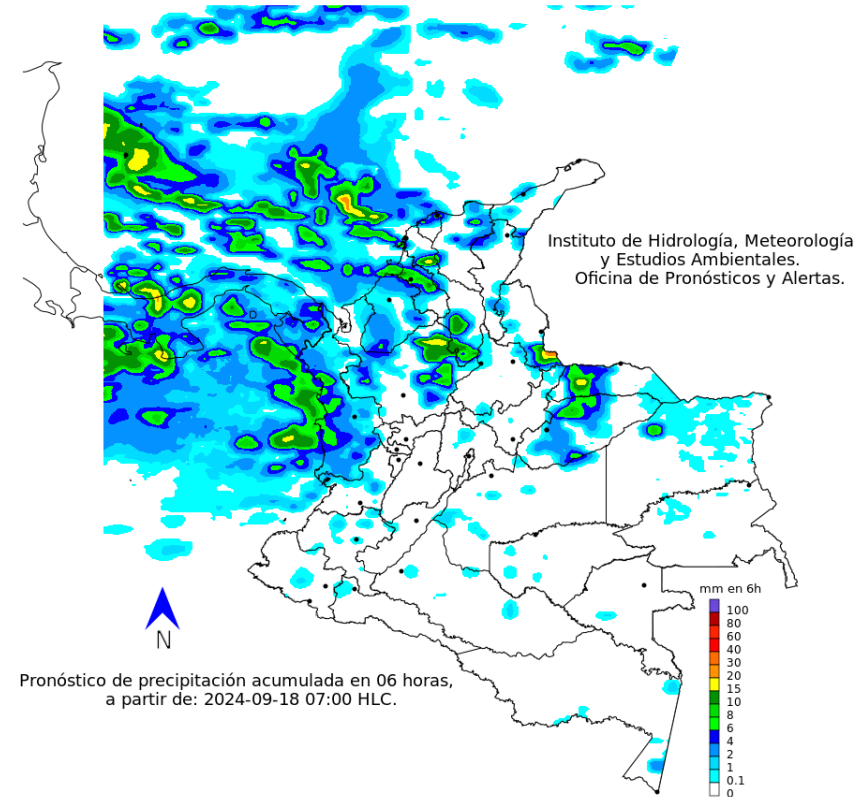 Instituto de Hidrología, Meteorología
y Estudios Ambientales.
Oficina de Pronósticos y Alertas.
mm en 6h
100
80
60
40
30
20
15
10
8
6
4
2
1
0.1
0
N
Pronóstico de precipitación acumulada en 06 horas,
a partir de: 2024-09-18 07:00 HLC.